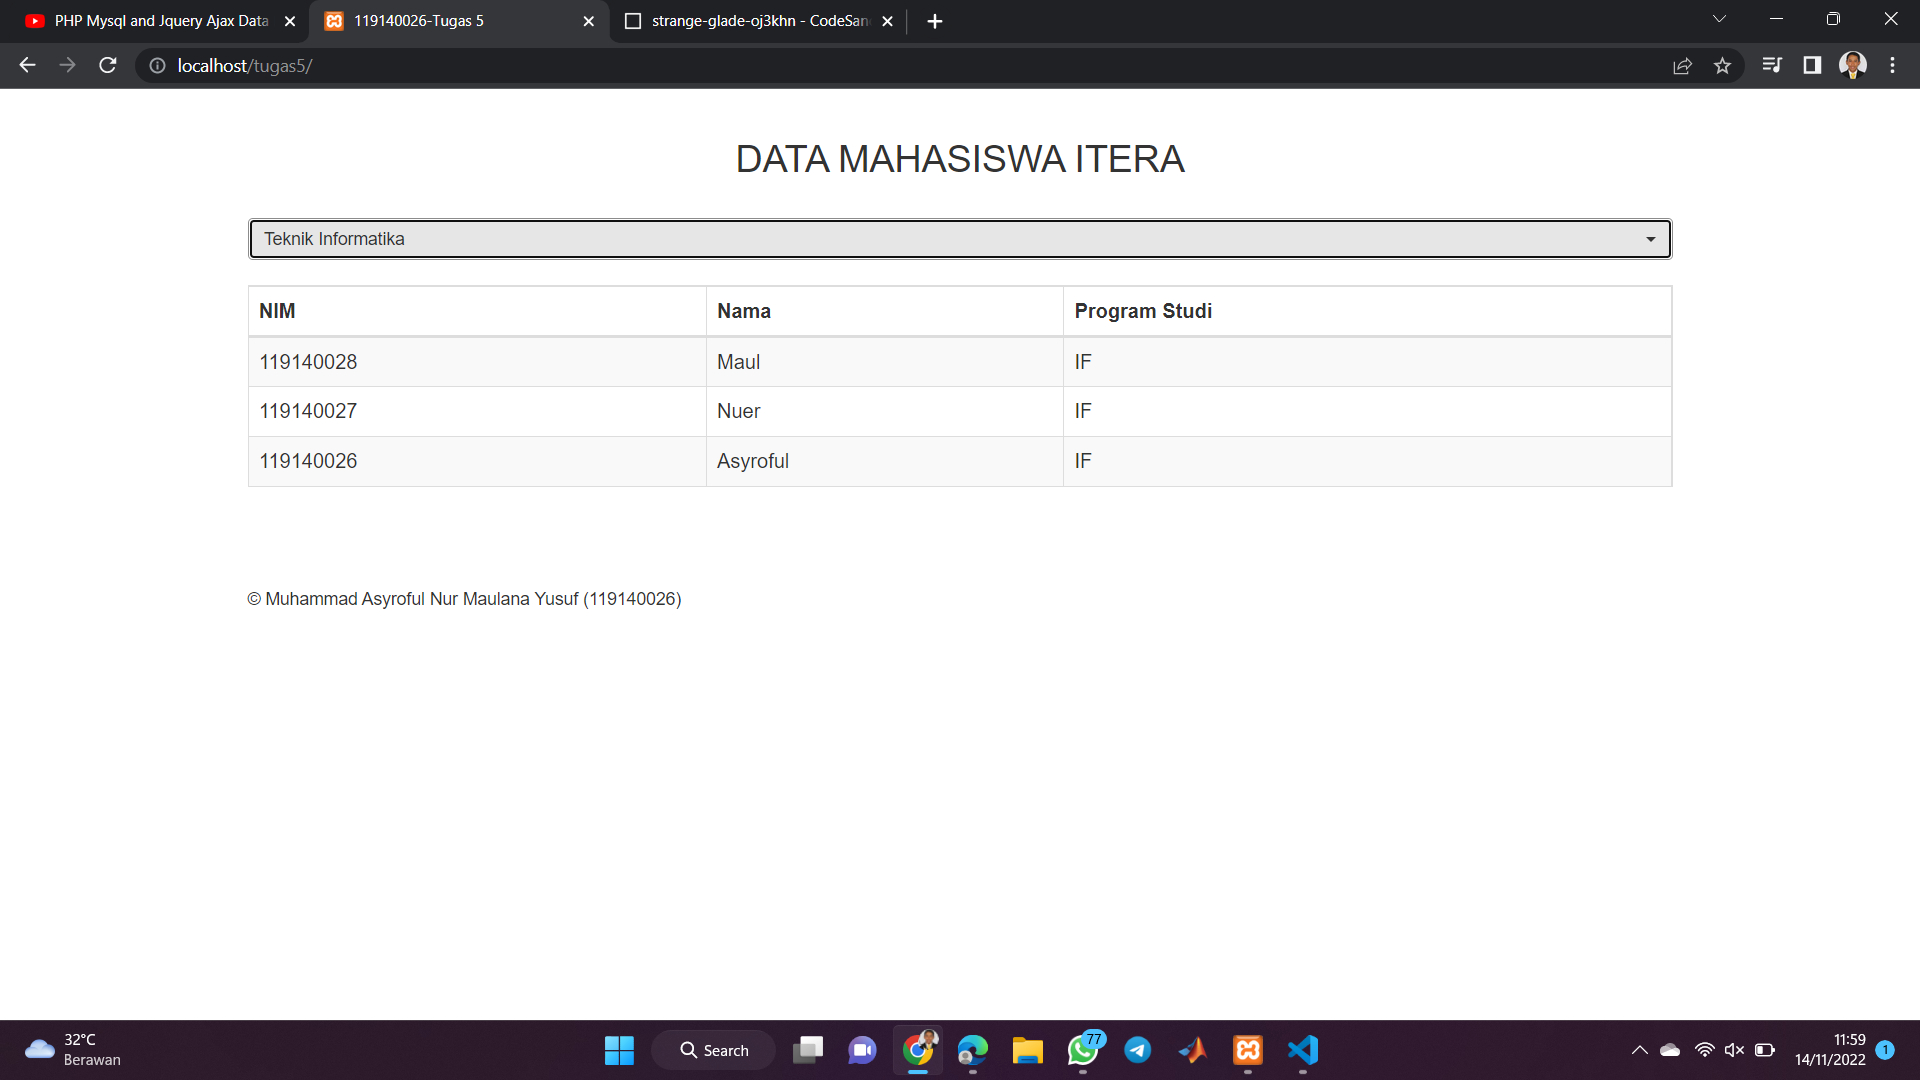 PHP Mysql and Jquery Ajax Data
119140026-Tugas 5
strange-glade-oj3khn - CodeSan
localhost/tugas5/
DATA MAHASISWA ITERA
Teknik Informatika
NIM Nama Program Studi
119140028 Maul IF
119140027 Nuer IF
119140026 Asyroful IF
© Muhammad Asyroful Nur Maulana Yusuf (119140026)
32°C
Berawan
Search
77
11:59
14/11/2022
1